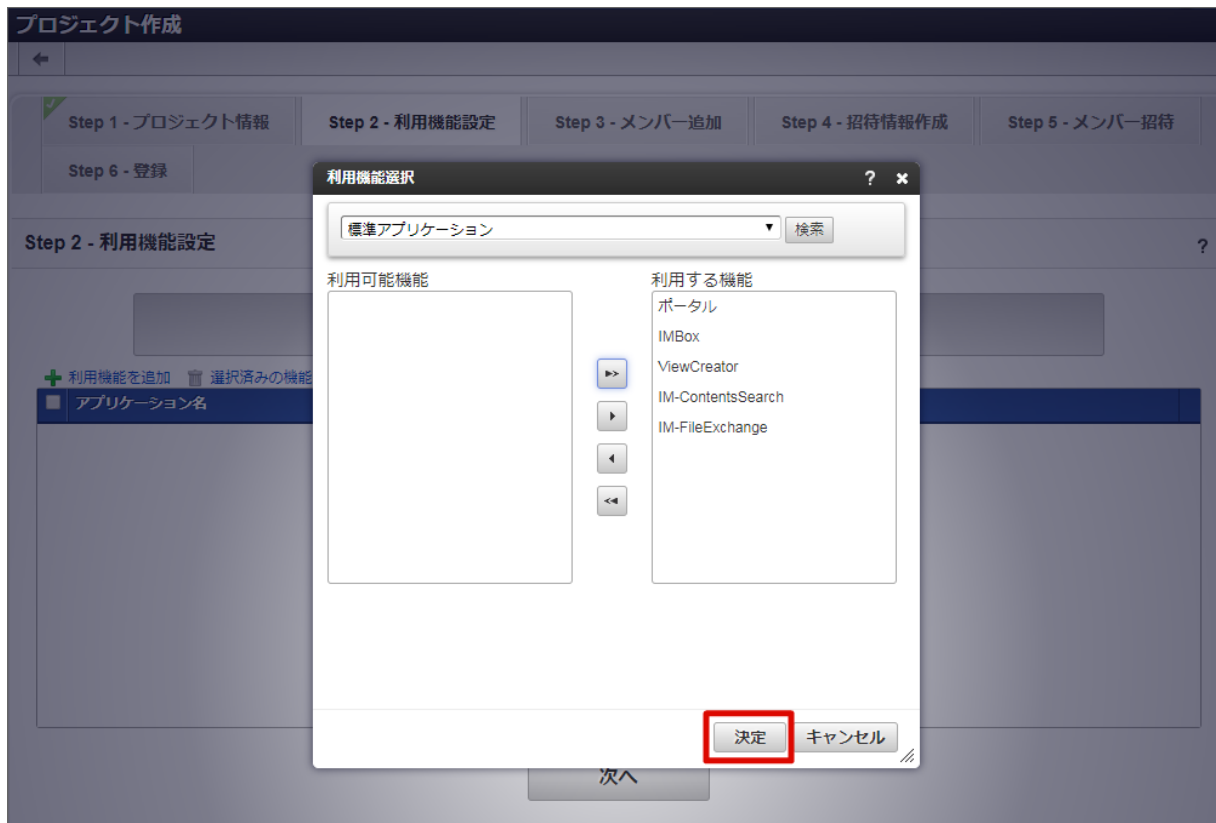 プロジェクト作成
Step 1 - プロジェクト情報
Step 2 - 利用機能設定
Step 3 - メンバー追加
Step 4 - 招待情報作成
Step 5 - メンバー招待
Step 6 - 登録
利用機能選択
?
標準アプリケーション
検索
Step 2 - 利用機能設定
?
利用可能機能
利用する機能
ポータル
IMBox
ViewCreator
IM-ContentsSearch
IM-FileExchange
利用機能を追加
選択済みの機能
アプリケーション名
決定
キャンセル
次へ